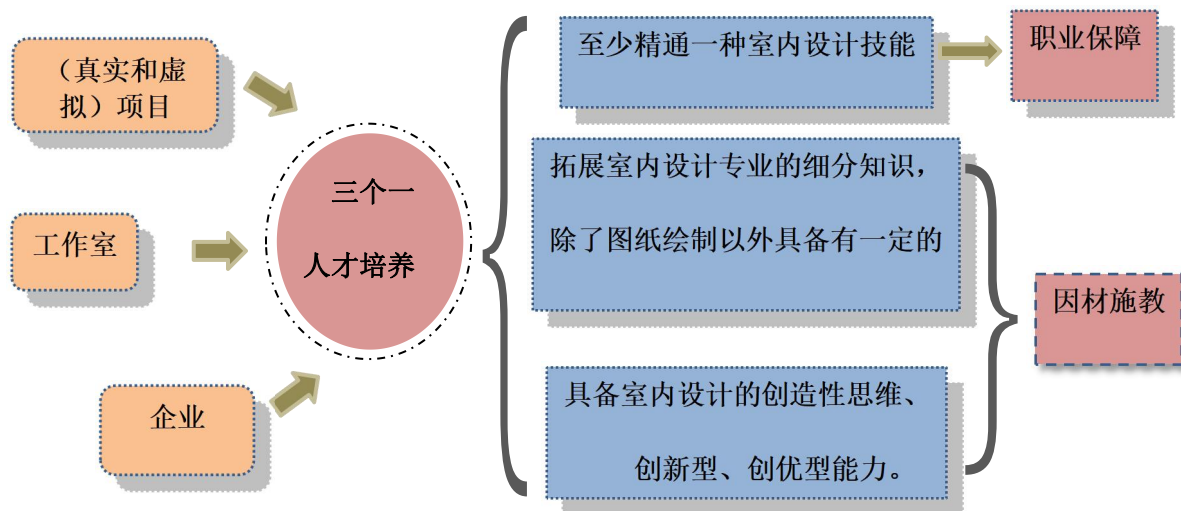 （真实和虚
拟）项目
工作室
企业
三个一
人才培养
至少精通一种室内设计技能
职业保障
拓展室内设计专业的细分知识，
除了图纸绘制以外具备有一定的
具备室内设计的创造性思维、
创新型、创优型能力。
因材施教